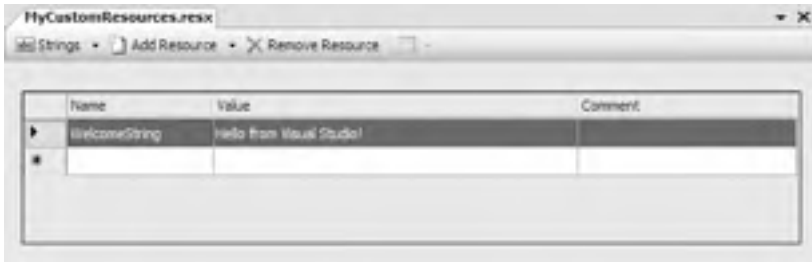 MyCustomResources.resx
Strings Add Resource Remove Resource
Name Value Comment
WelcomeString Hello from Visual Studio!